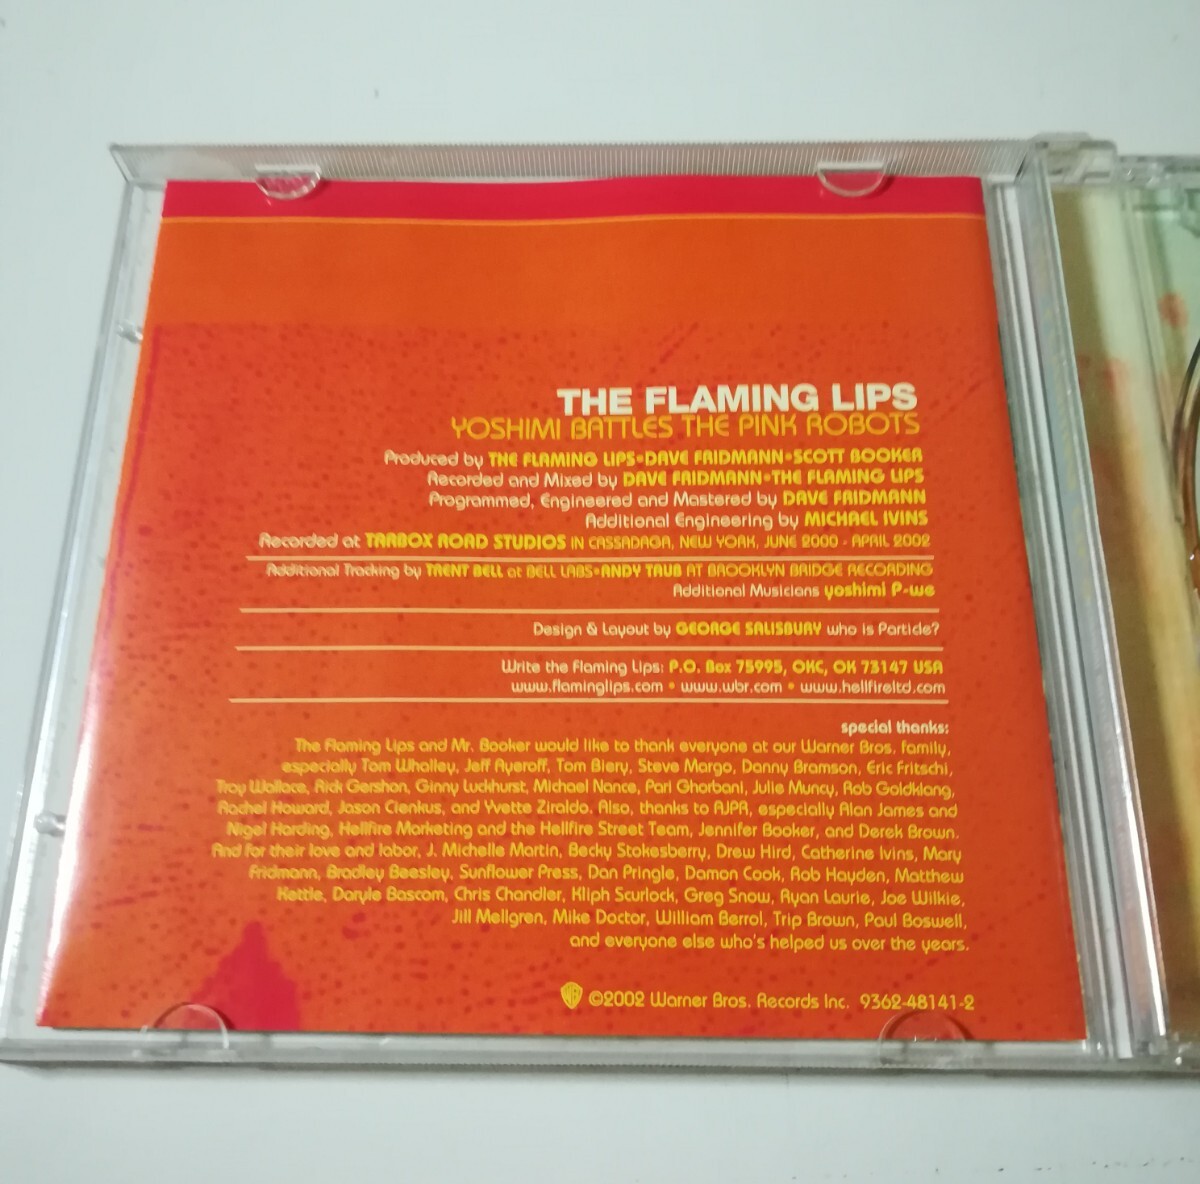 THE FLAMING LIPS
YOSHIMI BATTLES THE PINK ROBOTS
Produced by THE FLAMING LIPS•DAVE FRIDMANN•SCOTT BOOKER
Recorded and Mixed by DAVE FRIDMANN•THE FLAMING LIPS
Programmed, Engineered and Mastered by DAVE FRIDMANN
Additional Engineering by MICHAEL IVINS
Recorded at TARBOX ROAD STUDIOS IN CASSADAGA, NEW YORK, JUNE 2000 - APRIL 2002
Additional Tracking by TRENT BELL at BELL LABS•ANDY TAUB AT BROOKLYN BRIDGE RECORDING
Additional Musicians yoshimi P-we
Design & Layout by GEORGE SALISBURY who is Particle?
Write the Flaming Lips: P.O. Box 75995, OKC, OK 73147 USA
www.flaminglips.com • www.wbr.com • www.hellfireltd.com
special thanks:
The Flaming Lips and Mr. Booker would like to thank everyone at our Warner Bros. family,
especially Tom Whalley, Jeff Ayeroff, Tom Biery, Steve Margo, Danny Bramson, Eric Fritschi,
Troy Wallace, Rick Gershon, Ginny Luckhurst, Michael Nance, Pari Ghorbani, Julie Muncy, Rob Goldklang,
Rachel Howard, Jason Cienkus, and Yvette Ziraldo. Also, thanks to AJPR, especially Alan James and
Nigel Harding, Hellfire Marketing and the Hellfire Street Team, Jennifer Booker, and Derek Brown.
And for their love and labor, J. Michelle Martin, Becky Stokesberry, Drew Hird, Catherine Ivins, Mary
Fridmann, Bradley Beesley, Sunflower Press, Dan Pringle, Damon Cook, Rob Hayden, Matthew
Kettle, Daryle Bascom, Chris Chandler, Kliph Scurlock, Greg Snow, Ryan Laurie, Joe Wilkie,
Jill Mellgren, Mike Doctor, William Berrol, Trip Brown, Paul Boswell,
and everyone else who's helped us over the years.
WB ©2002 Warner Bros. Records Inc. 9362-48141-2